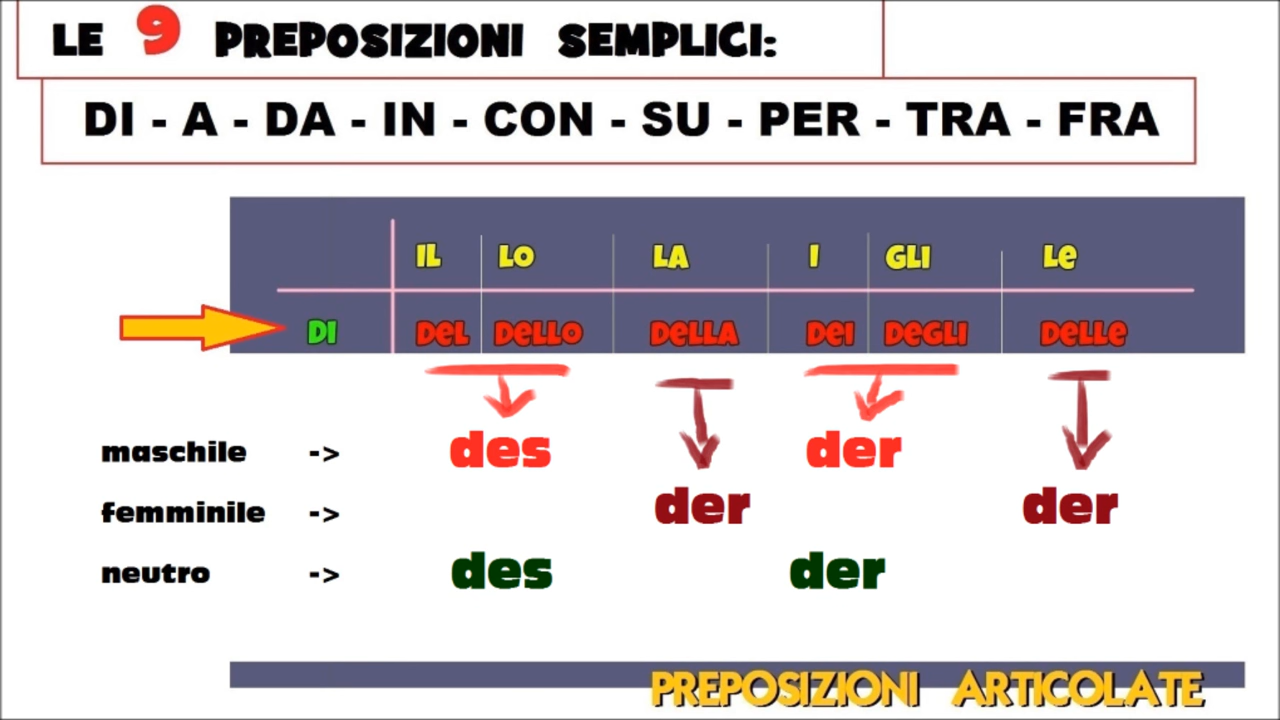 LE 9 PREPOSIZIONI SEMPLICI:
DI - A - DA - IN - CON - SU - PER - TRA - FRA
IL LO LA I GLI Le
DI DeL DeLLO DeLLA DeI DeGLI DeLLe
maschile -> des der
femminile -> der der
neutro -> des der
PREPOSIZIONI ARTICOLATE